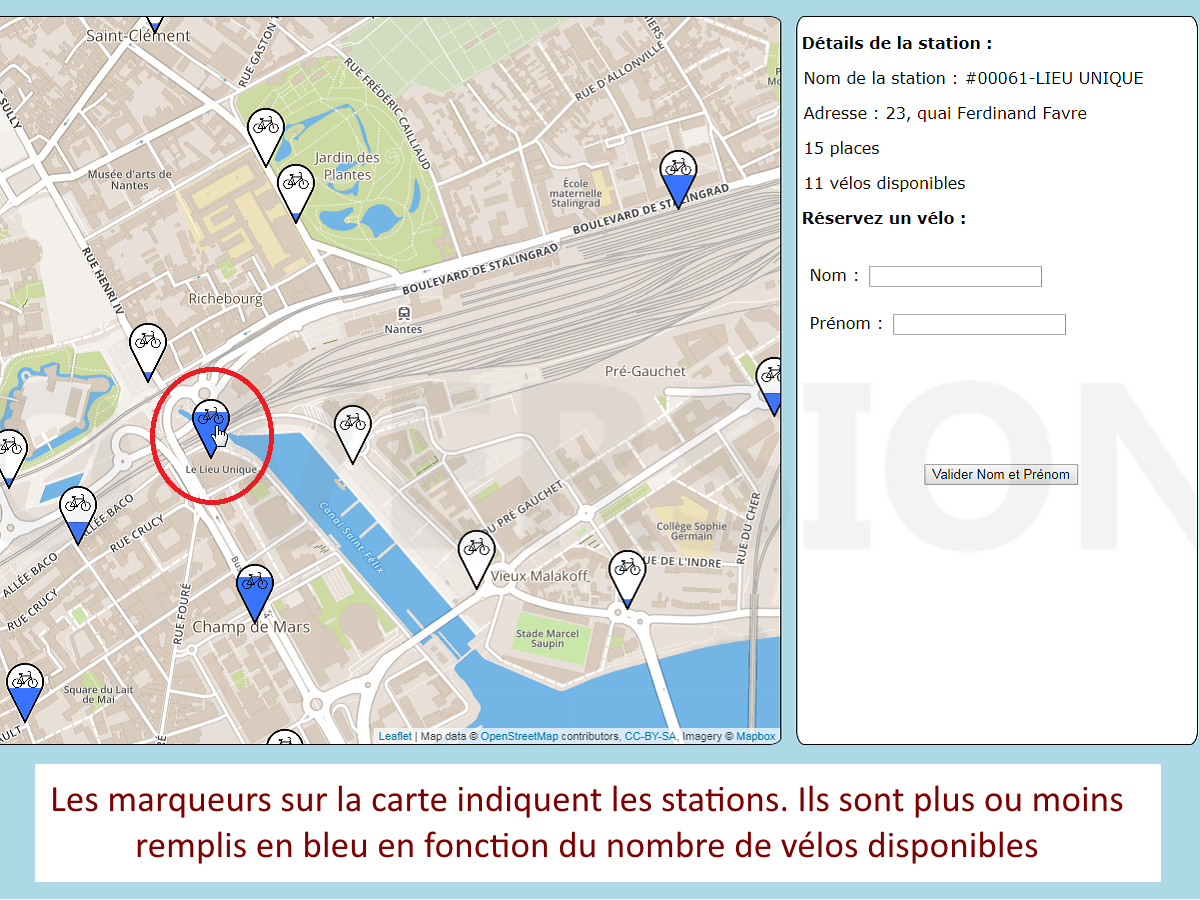 Saint-Clément
RUE GASTON
RUE FRÉDÉRIC CAILLIAUD
RUE D'ALLONVILLE
SULLY
Jardin des
Plantes
Musée d'arts de
Nantes
École
maternelle
Stalingrad
BOULEVARD DE STALINGRAD
BOULEVARD DE STALINGRAD
RUE HENRI IV
Richebourg
Nantes
Pré-Gauchet
Le Lieu Unique
Canal Saint-Félix
DU PRÉ GAUCHET
Collège Sophie
Germain
RUE DU CHER
UE DE L'INDRE
ALLÉE BACO
RUE CRUCY
ALLÉE BACO
RUE CRUCY
RUE FOURÉ
Vieux Malakoff
Champ de Mars
Stade Marcel
Saupin
Square du Lait
de Mai
AULT
Leaflet | Map data © OpenStreetMap contributors, CC-BY-SA, Imagery © Mapbox
Détails de la station :
Nom de la station : #00061-LIEU UNIQUE
Adresse : 23, quai Ferdinand Favre
15 places
11 vélos disponibles
Réservez un vélo :
Nom :
Prénom :
Valider Nom et Prénom
Les marqueurs sur la carte indiquent les stations. Ils sont plus ou moins
remplis en bleu en fonction du nombre de vélos disponibles